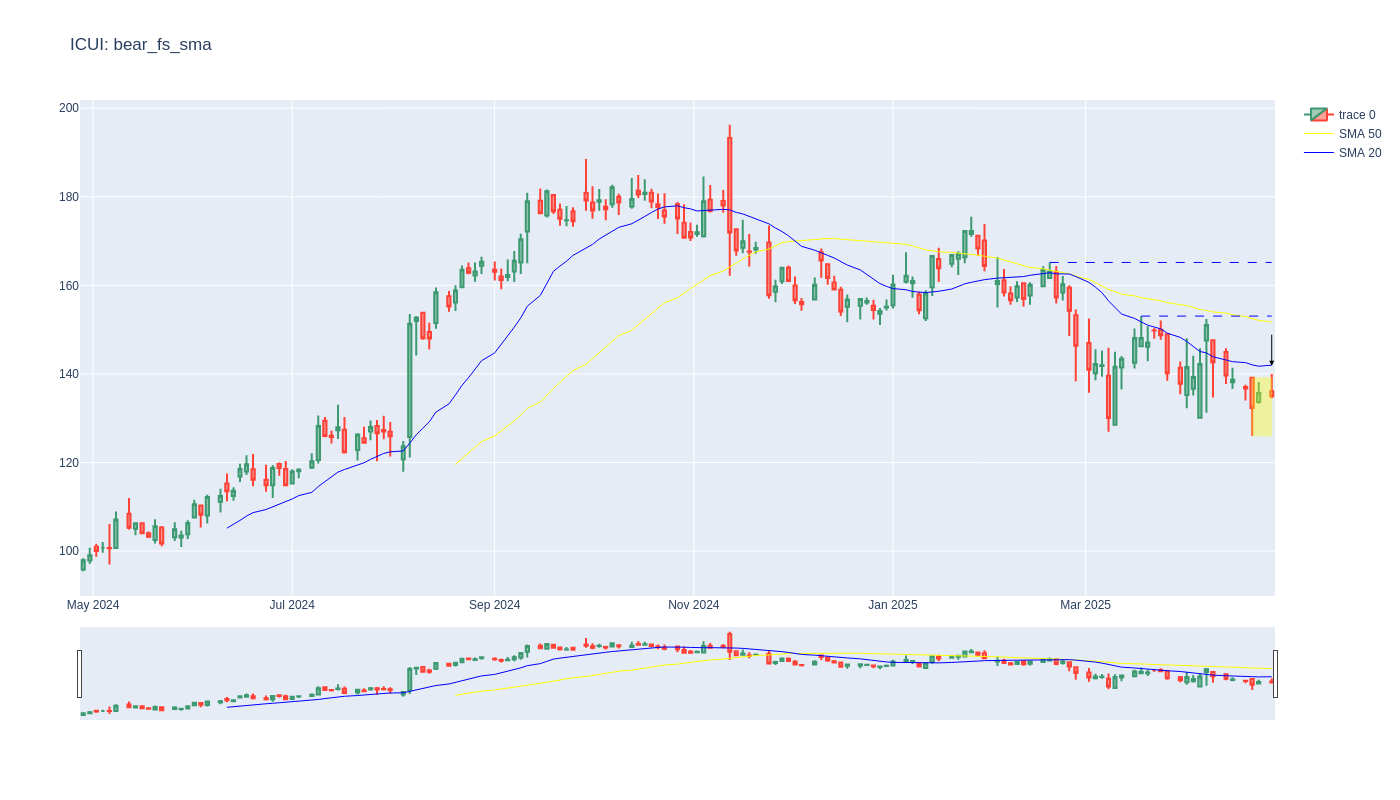 ICUI: bear_fs_sma
200
180
160
140
120
100
May 2024
Jul 2024
Sep 2024
Nov 2024
Jan 2025
Mar 2025
trace 0
SMA 50
SMA 20